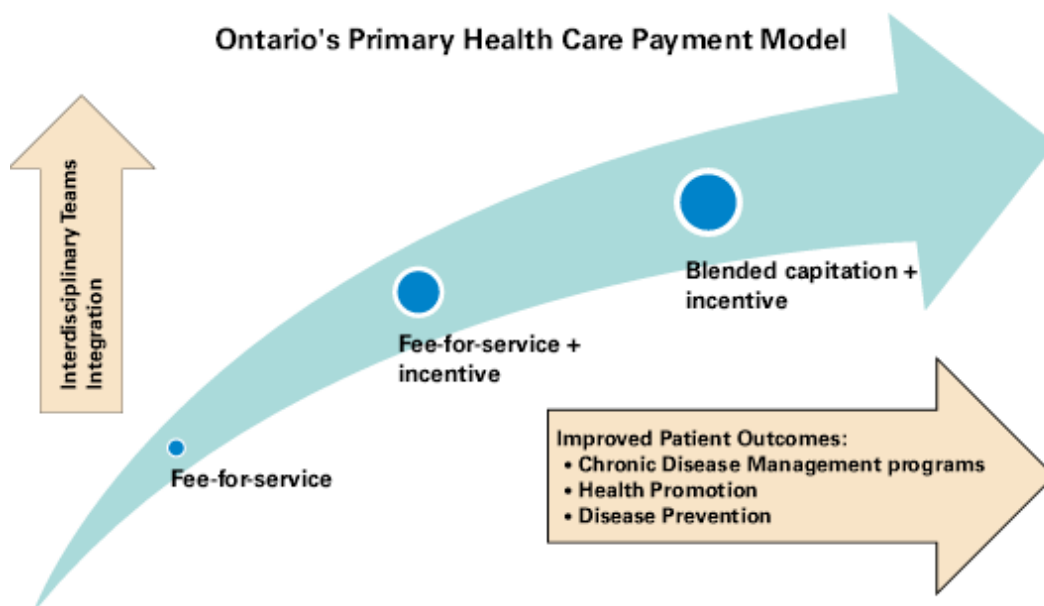 Ontario's Primary Health Care Payment Model
Interdisciplinary Teams
Integration
Blended capitation +
incentive
Fee-for-service +
incentive
Fee-for-service
Improved Patient Outcomes:
• Chronic Disease Management programs
• Health Promotion
• Disease Prevention